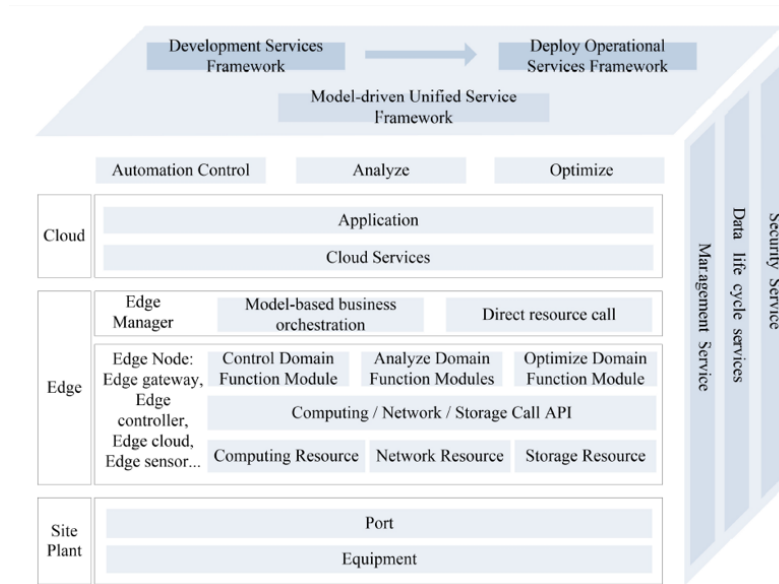 Development Services
Framework
Deploy Operational
Services Framework
Model-driven Unified Service
Framework
Automation Control
Analyze
Optimize
Cloud
Application
Cloud Services
Edge
Edge
Manager
Model-based business
orchestration
Direct resource call
Edge Node:
Edge gateway,
Edge
controller,
Edge cloud,
Edge sensor...
Control Domain
Function Module
Analyze Domain
Function Modules
Optimize Domain
Function Module
Computing / Network / Storage Call API
Computing Resource
Network Resource
Storage Resource
Site
Plant
Port
Equipment
Management Service
Data life cycle services
Security Service